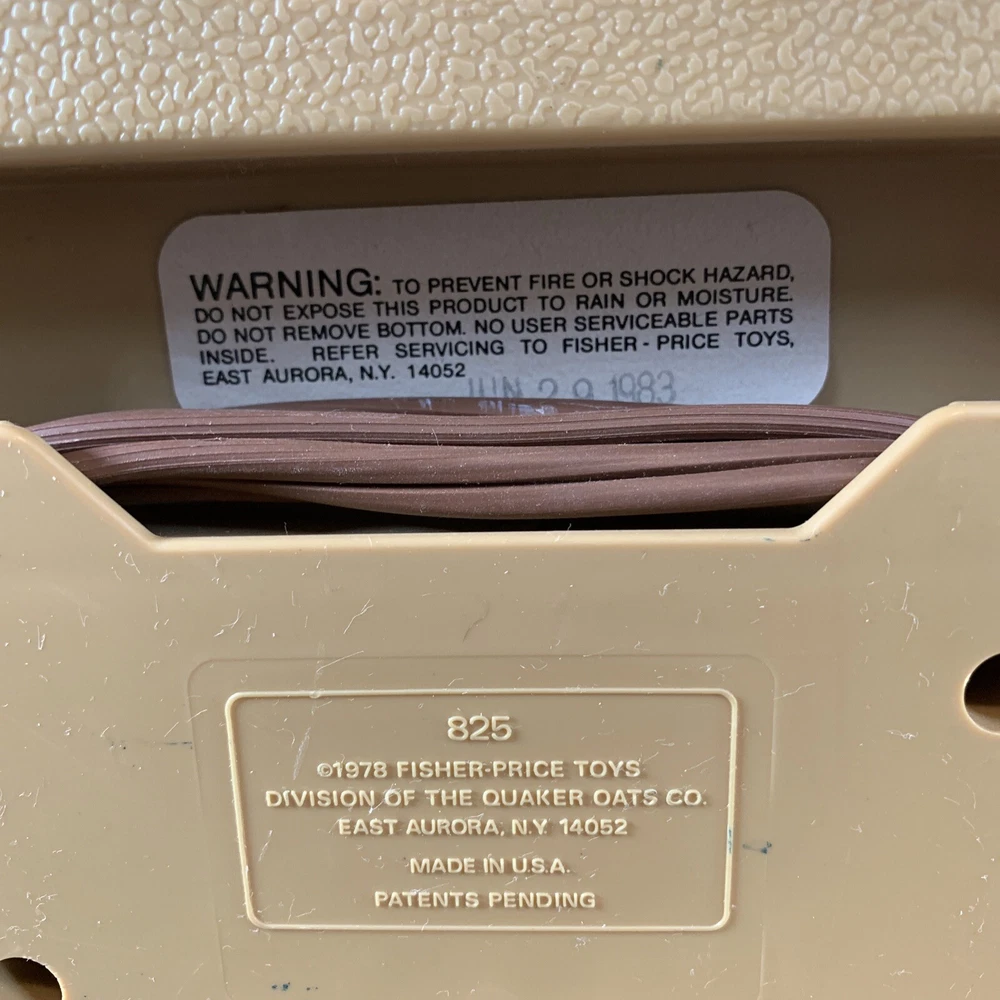 WARNING: TO PREVENT FIRE OR SHOCK HAZARD,
DO NOT EXPOSE THIS PRODUCT TO RAIN OR MOISTURE.
DO NOT REMOVE BOTTOM. NO USER SERVICEABLE PARTS
INSIDE. REFER SERVICING TO FISHER-PRICE TOYS,
EAST AURORA, N.Y. 14052
JUN 29 1983
825
©1978 FISHER-PRICE TOYS
DIVISION OF THE QUAKER OATS CO.
EAST AURORA, N.Y. 14052
MADE IN U.S.A.
PATENTS PENDING